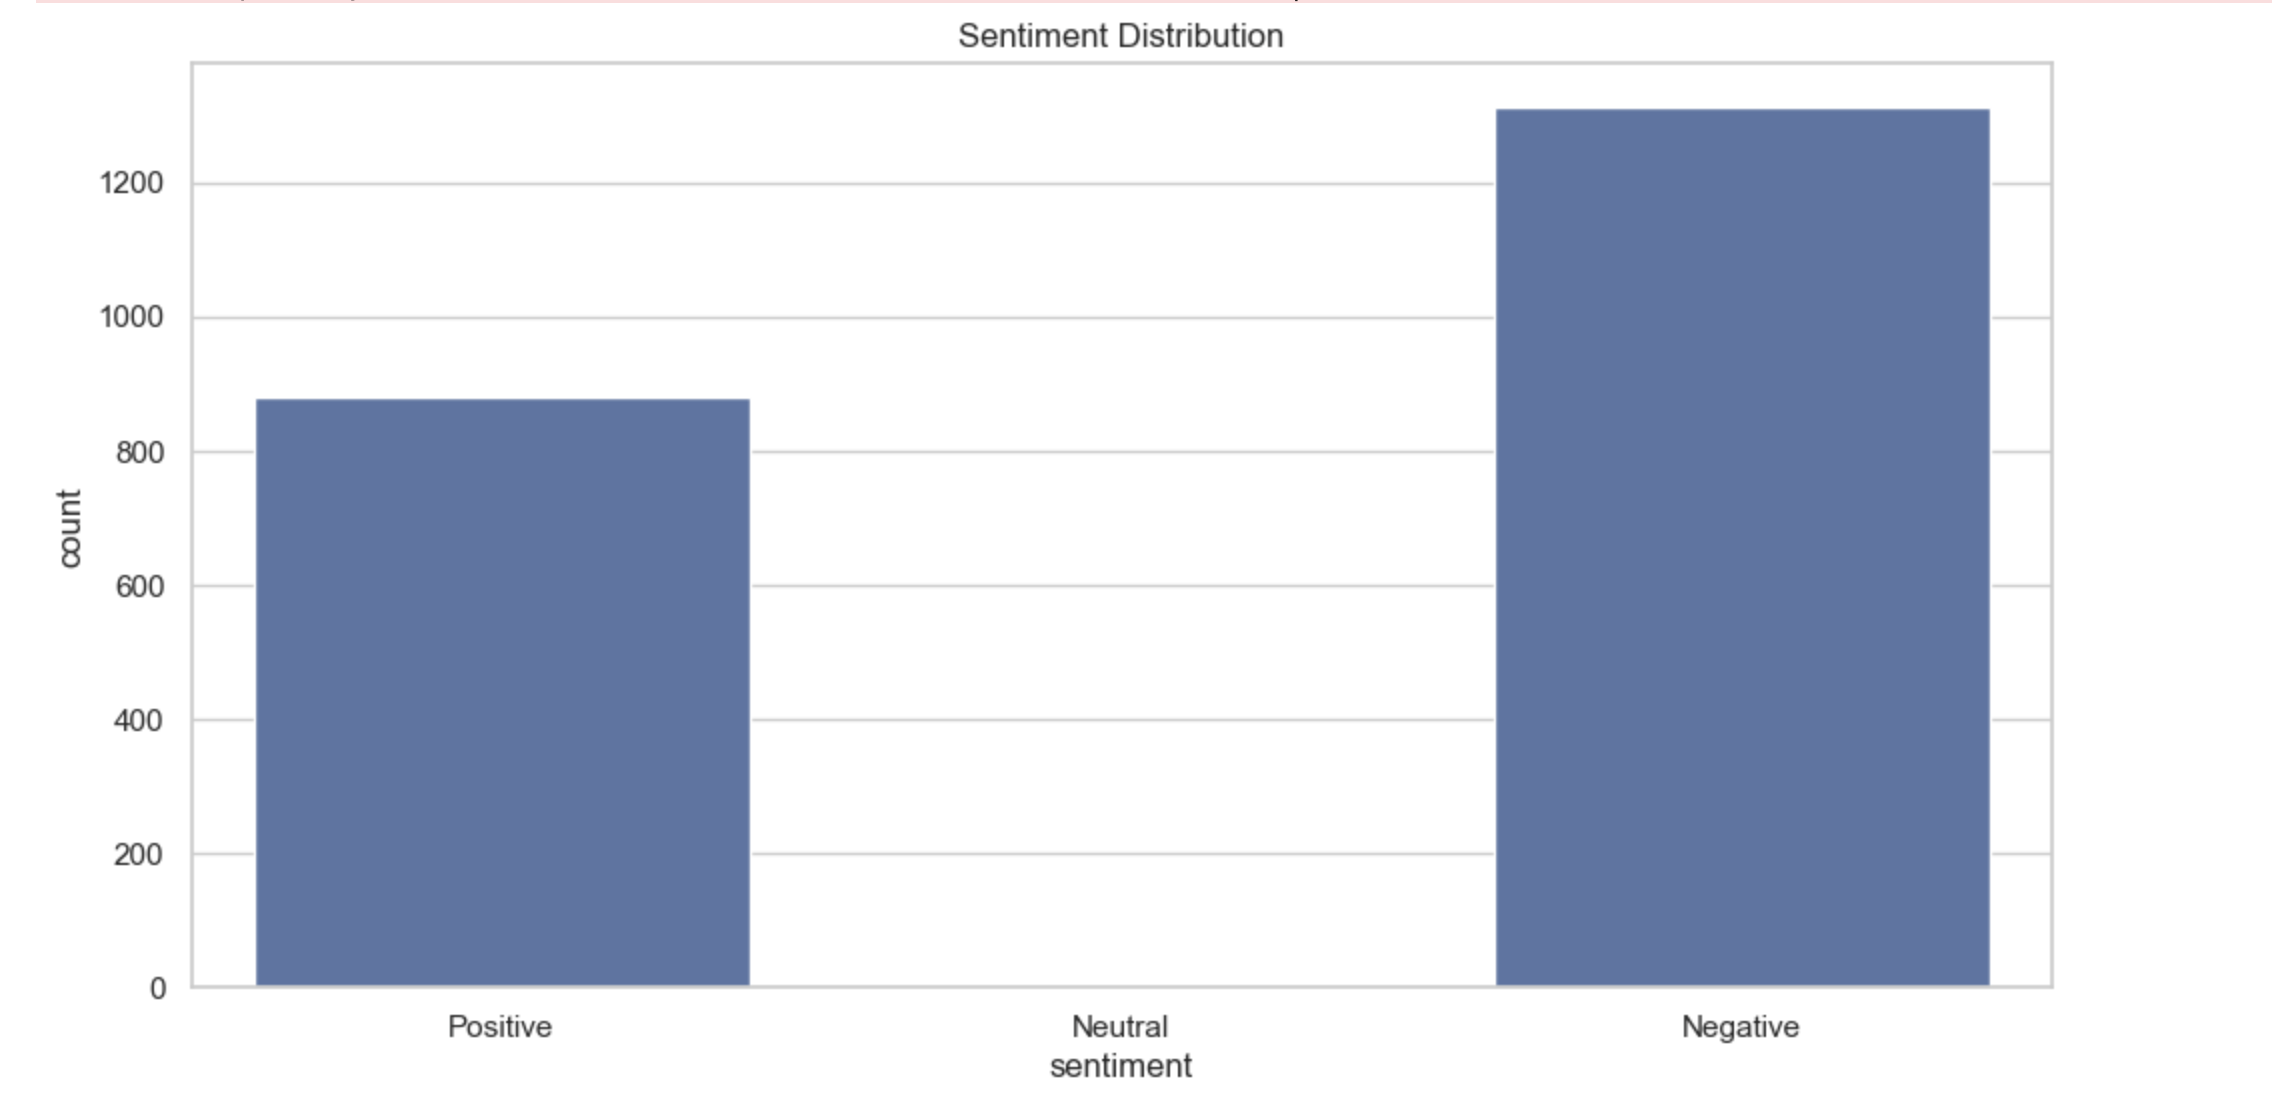 Sentiment Distribution
1200
1000
800
600
400
200
0
count
Positive
Neutral
Negative
sentiment